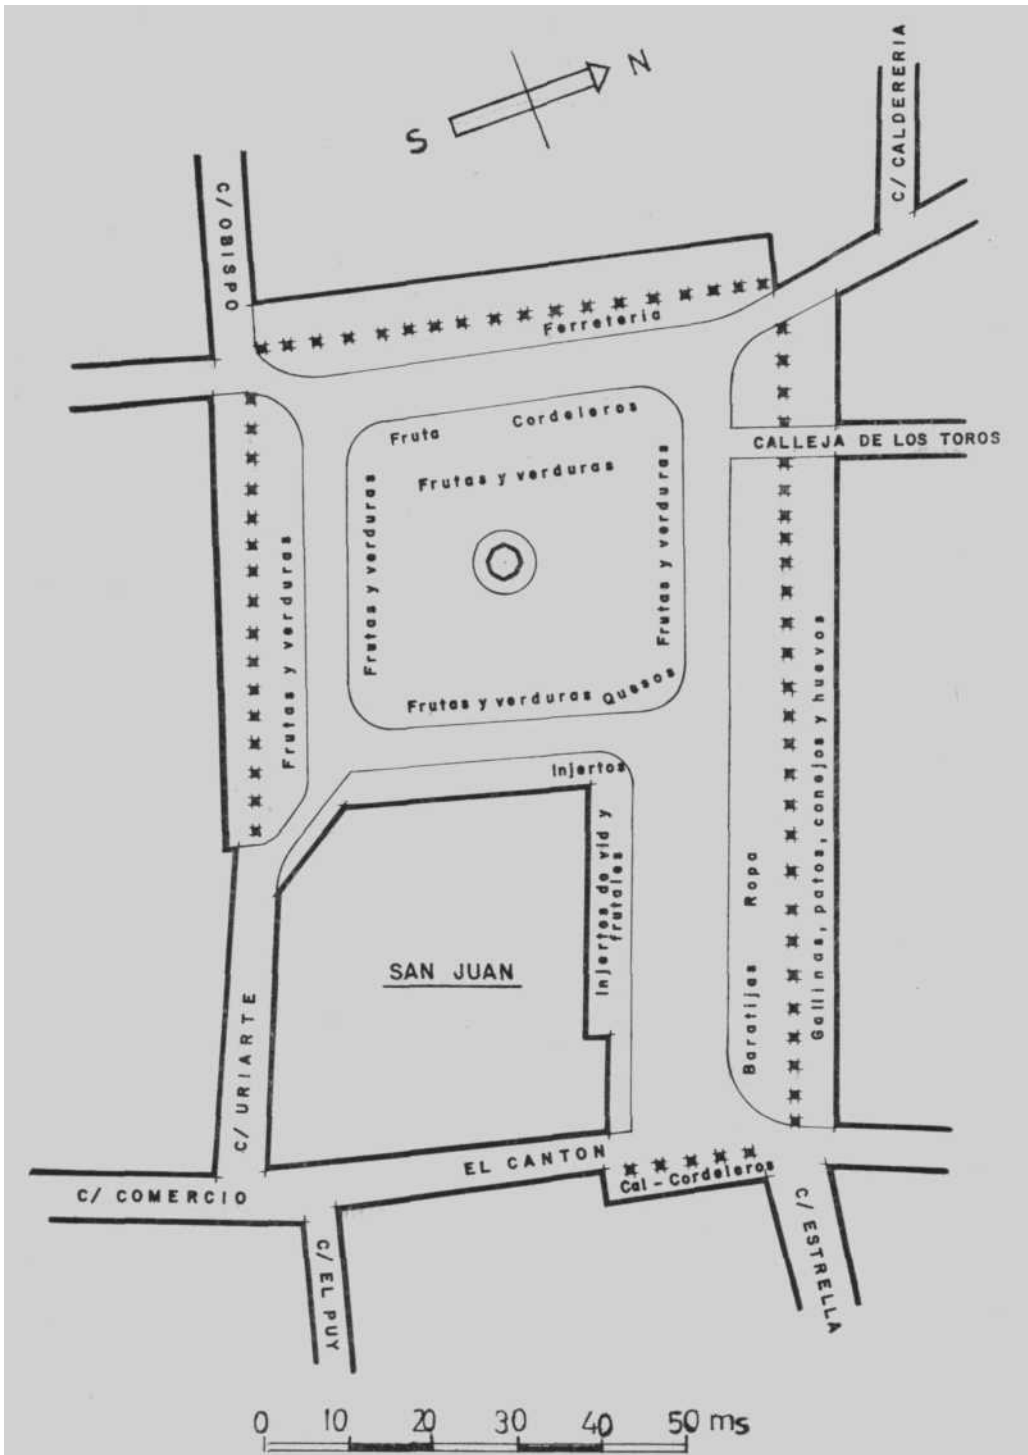 N
S
C/ CALDERERIA
C/ OBISPO
Ferreteria
Fruta
Cordeleros
CALLEJA DE LOS TOROS
Frutas y verduras
Frutas y verduras
Frutas y verduras
Frutas y verduras
Frutas y verduras Quesos
Gallinas, patos, conejos y huevos
Injertos
Injertos de vid y
frutales
Ropa
Baratijas
SAN JUAN
C/ URIARTE
EL CANTON
Cal-Cordeleros
C/ COMERCIO
C/ EL PUY
C/ ESTRELLA
0 10 20 30 40 50 ms